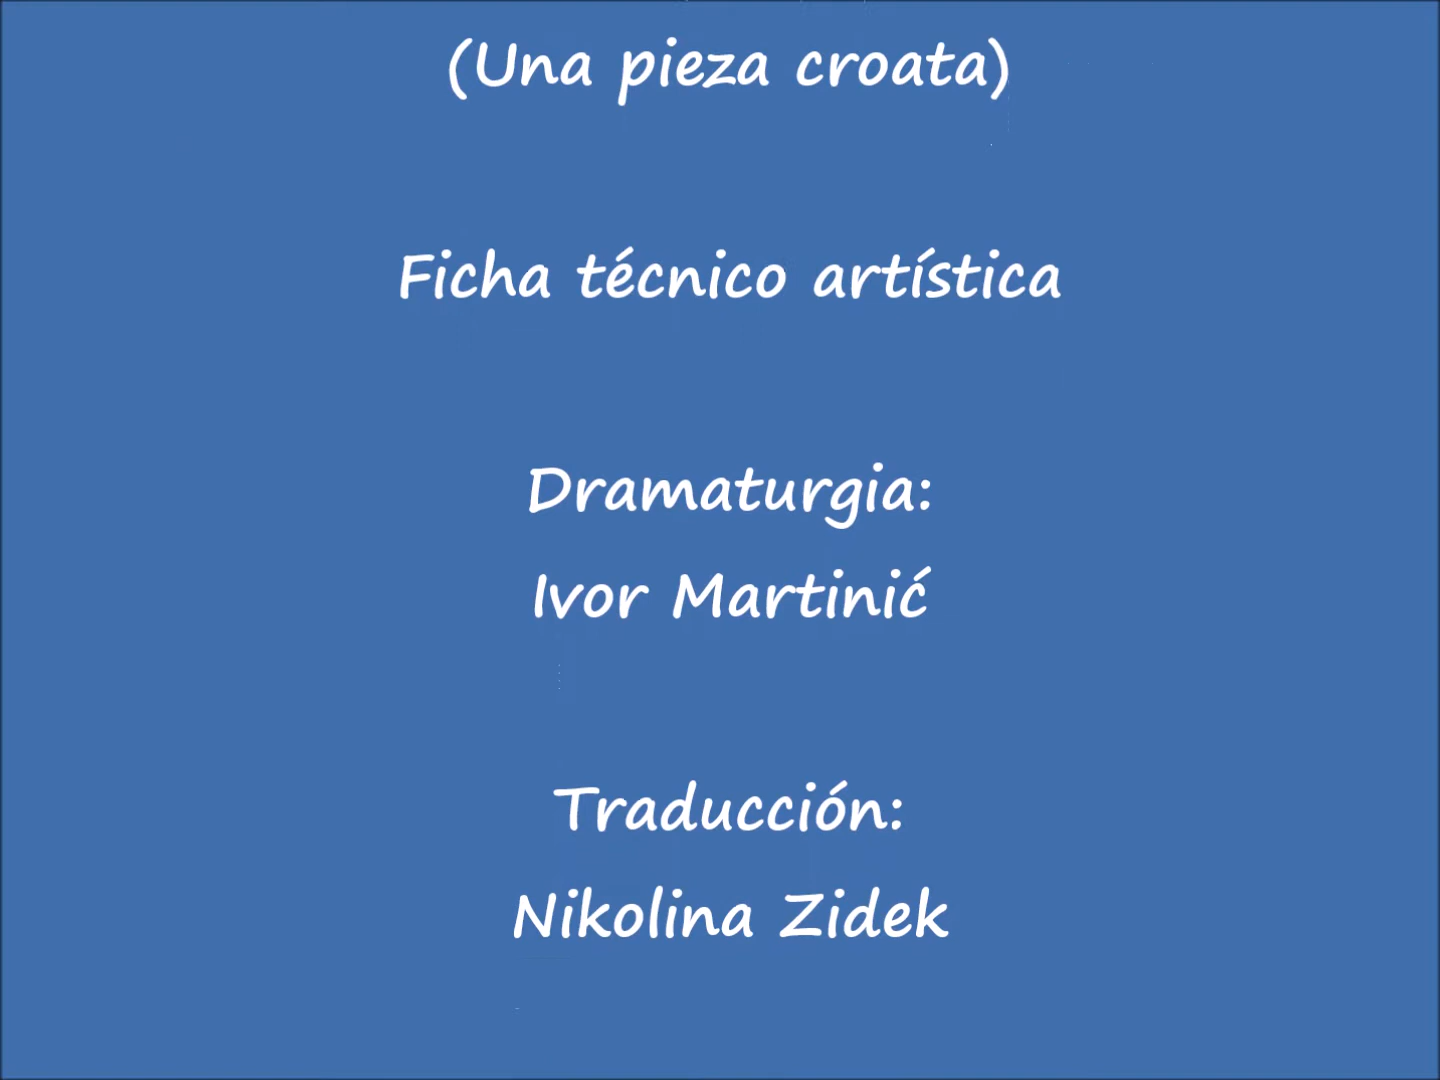 (Una pieza croata)
Ficha técnico artística
Dramaturgia:
Ivor Martinić
Traducción:
Nikolina Zidek